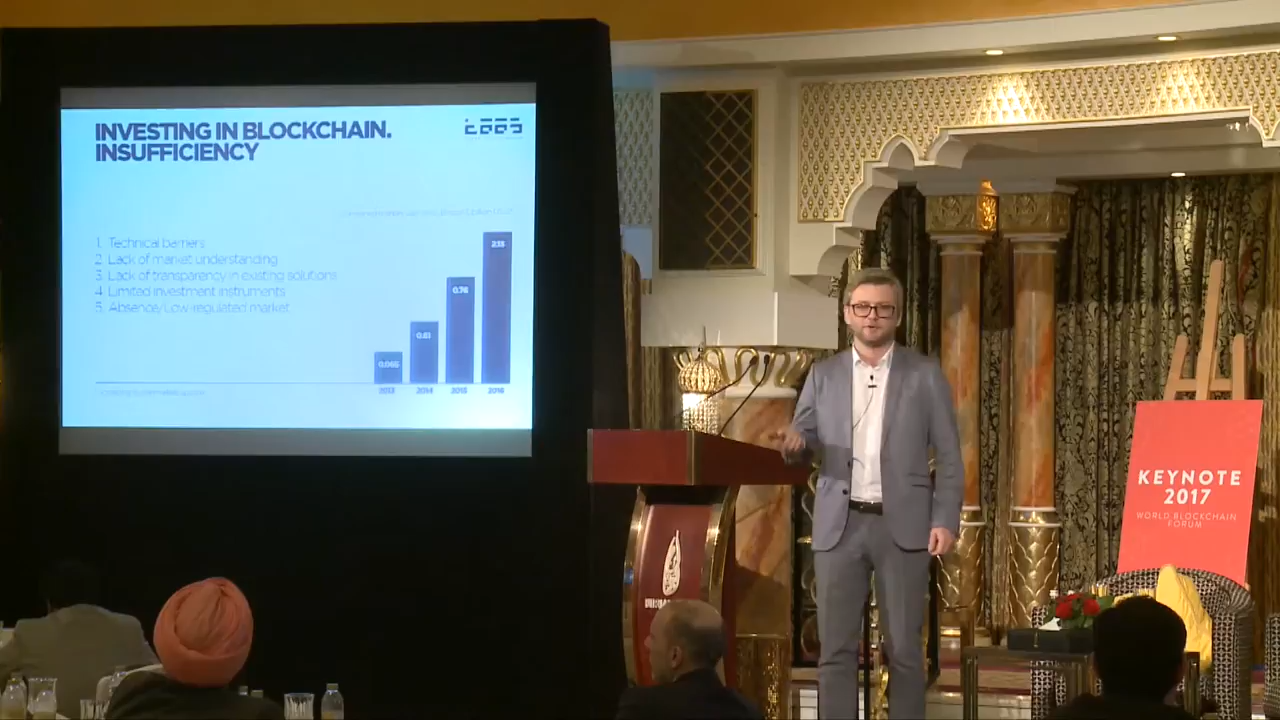 INVESTING IN BLOCKCHAIN.
INSUFFICIENCY
taas
1. Technical barriers
2. Lack of market understanding
3. Lack of transparency in existing solutions
4. Limited investment instruments
5. Absence/Low-regulated market
2.13
0.76
0.51
0.065
2013 2014 2015 2016
KEYNOTE
2017
WORLD BLOCKCHAIN
FORUM